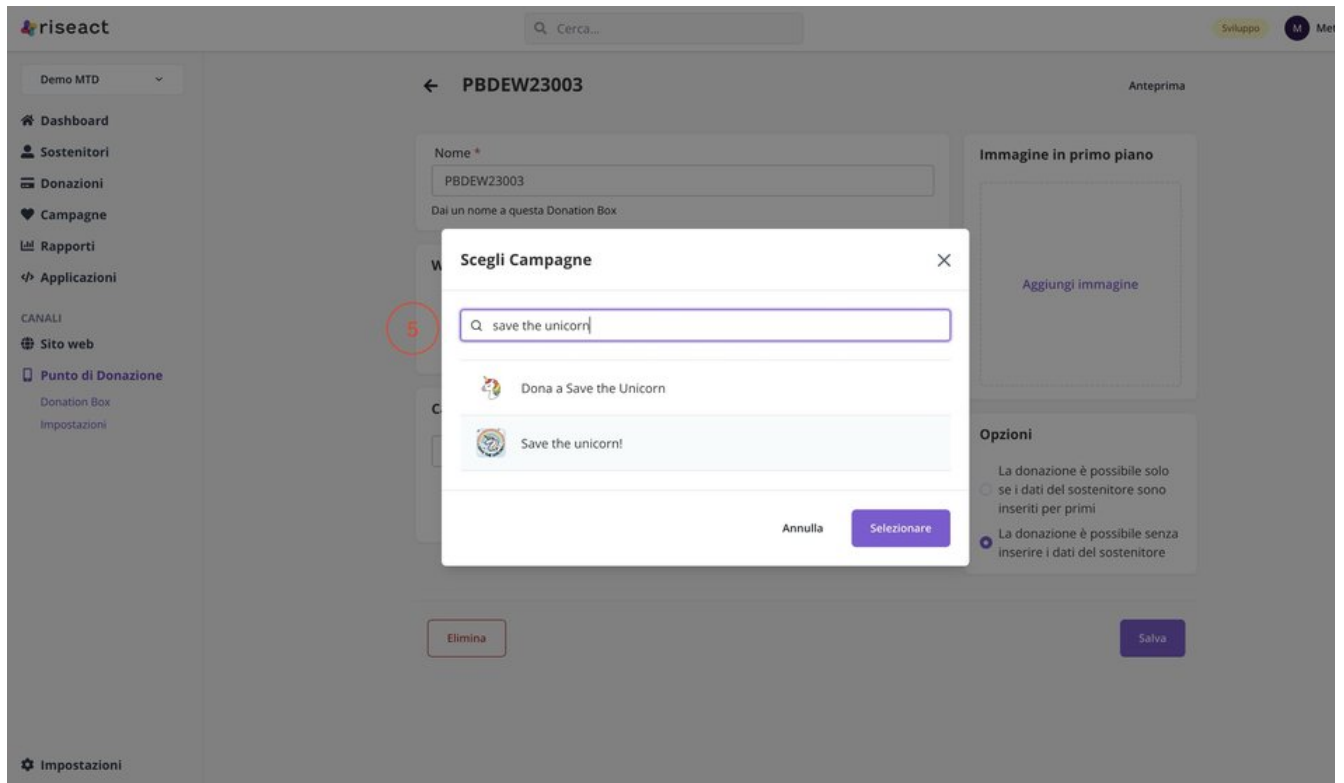 riseact
Cerca...
Sviluppo
M
Demo MTD
PBDEW23003
Anteprima
Dashboard
Sostenitori
Donazioni
Campagne
Rapporti
Applicazioni
CANALI
Sito web
Punto di Donazione
Donation Box
Impostazioni
Impostazioni
Nome *
PBDEW23003
Dai un nome a questa Donation Box
Immagine in primo piano
Aggiungi immagine
Scegli Campagne
5
save the unicorn
Dona a Save the Unicorn
Save the unicorn!
Annulla
Selezionare
Opzioni
La donazione è possibile solo
se i dati del sostenitore sono
inseriti per primi
La donazione è possibile senza
inserire i dati del sostenitore
Elimina
Salva